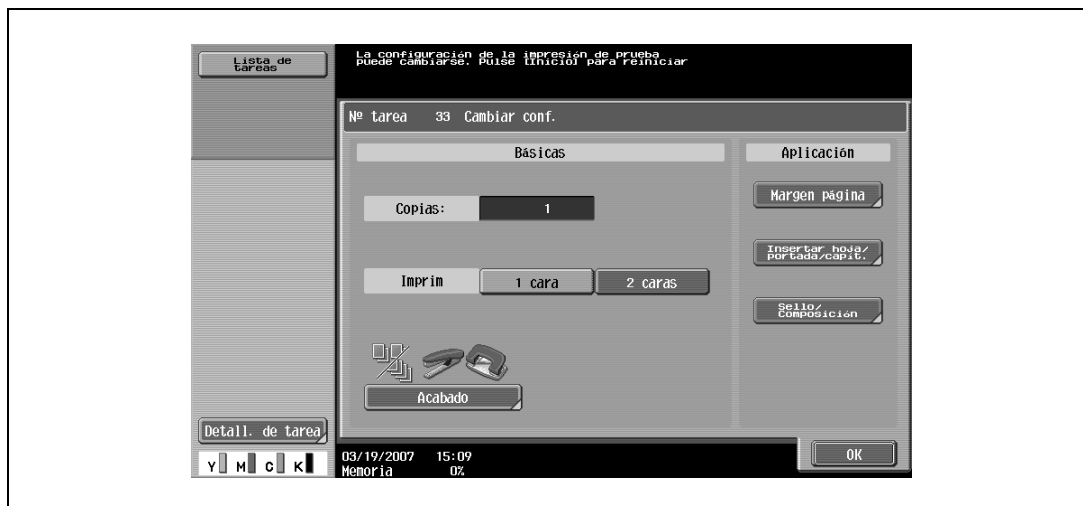 Lista de
tareas
La configuración de la impresión de prueba
puede cambiarse. Pulse [Inicio] para reiniciar
Nº tarea 33 Cambiar conf.
Básicas
Aplicación
Copias: 1
Margen página
Insertar hoja/
portada/capit.
Imprim 1 cara 2 caras
Sello/
Composición
Acabado
Detall. de tarea
Y M C K
03/19/2007 15:09
Memoria 0%
OK